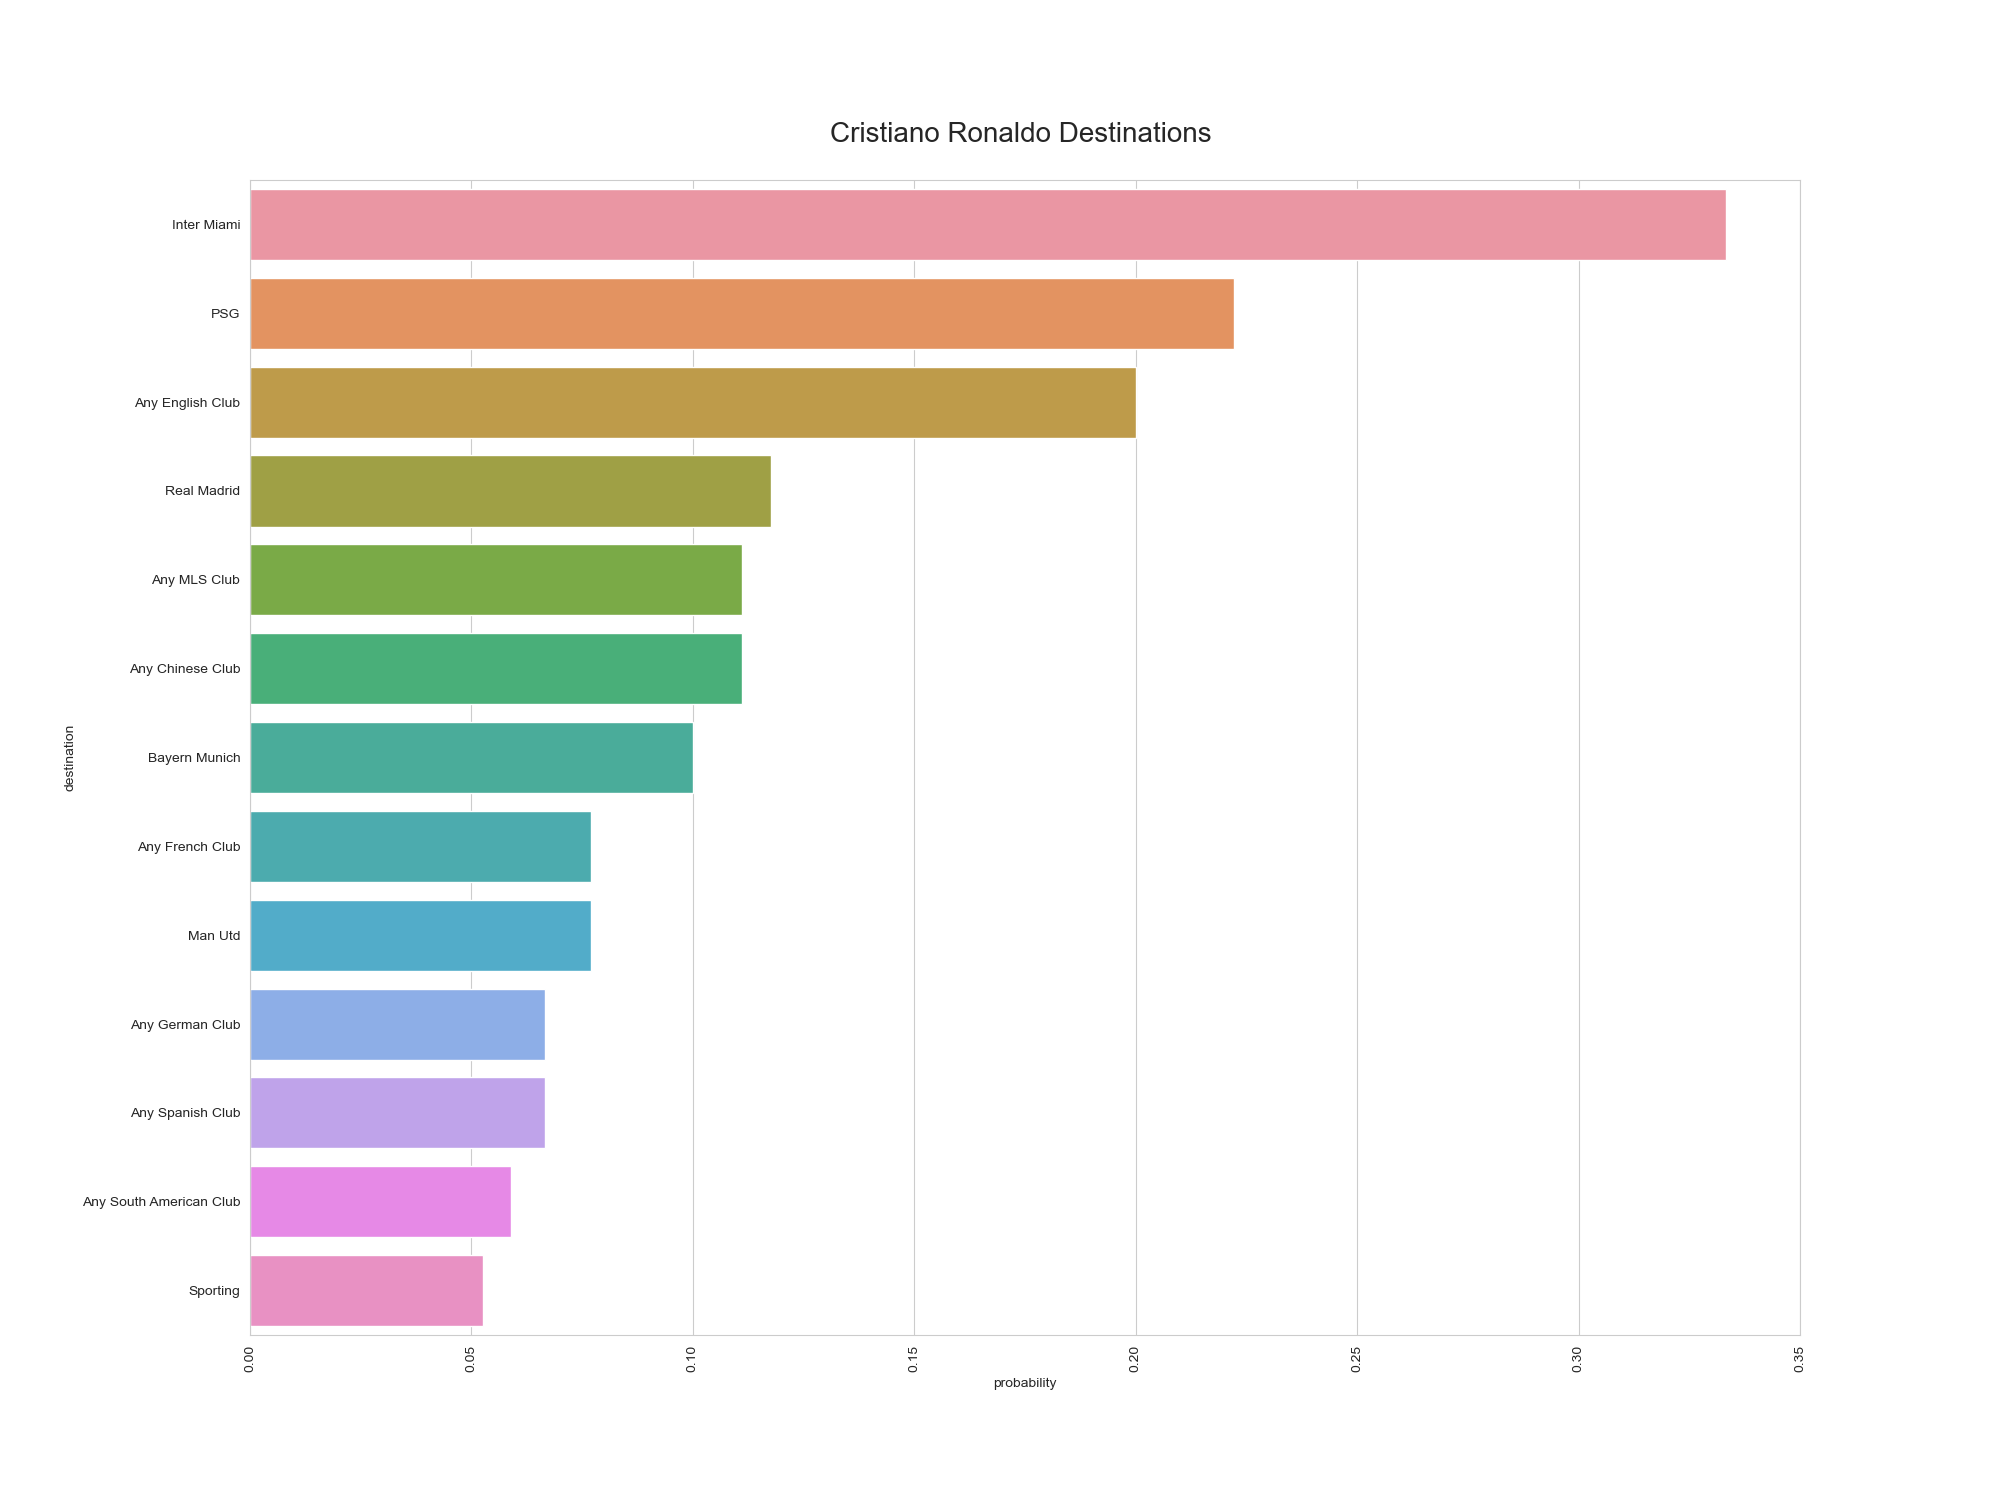 Cristiano Ronaldo Destinations
Inter Miami
PSG
Any English Club
Real Madrid
Any MLS Club
Any Chinese Club
Bayern Munich
Any French Club
Man Utd
Any German Club
Any Spanish Club
Any South American Club
Sporting
destination
0.00
0.05
0.10
0.15
0.20
0.25
0.30
0.35
probability